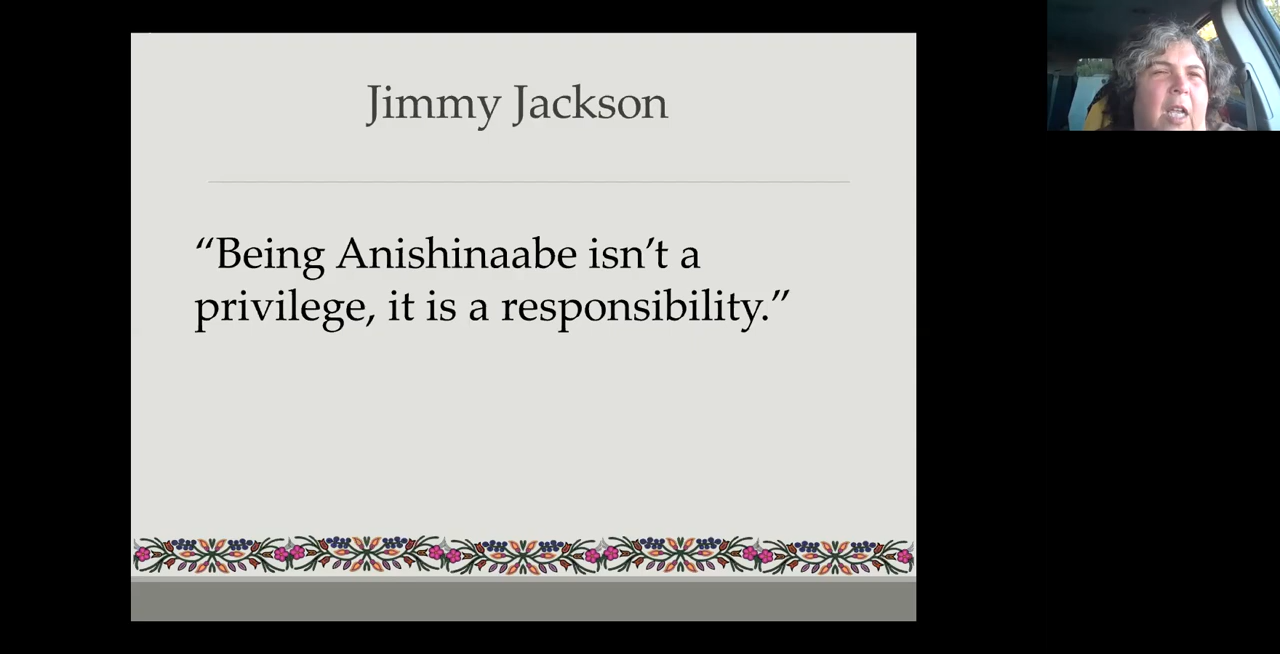 Jimmy Jackson
“Being Anishinaabe isn’t a
privilege, it is a responsibility.”